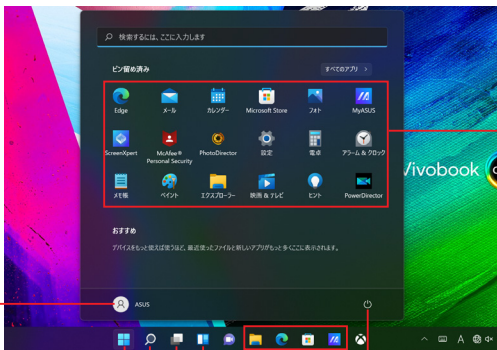 検索するには、ここに入力します
ピン留め済み
すべてのアプリ >
Edge
メール
カレンダー
Microsoft Store
フォト
MyASUS
ScreenXpert
McAfee®
Personal Security
PhotoDirector
設定
電卓
アラーム & クロック
メモ帳
ペイント
エクスプローラー
映画 & テレビ
ヒント
PowerDirector
Vivobook
おすすめ
デバイスをもっと使えば使うほど、最近使ったファイルと新しいアプリがもっと多くここに表示されます。
ASUS
A